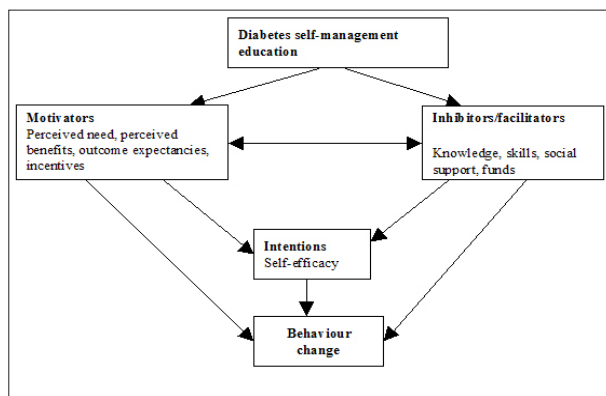 Diabetes self-management
education
Motivators
Perceived need, perceived
benefits, outcome expectancies,
incentives
Inhibitors/facilitators
Knowledge, skills, social
support, funds
Intentions
Self-efficacy
Behaviour
change